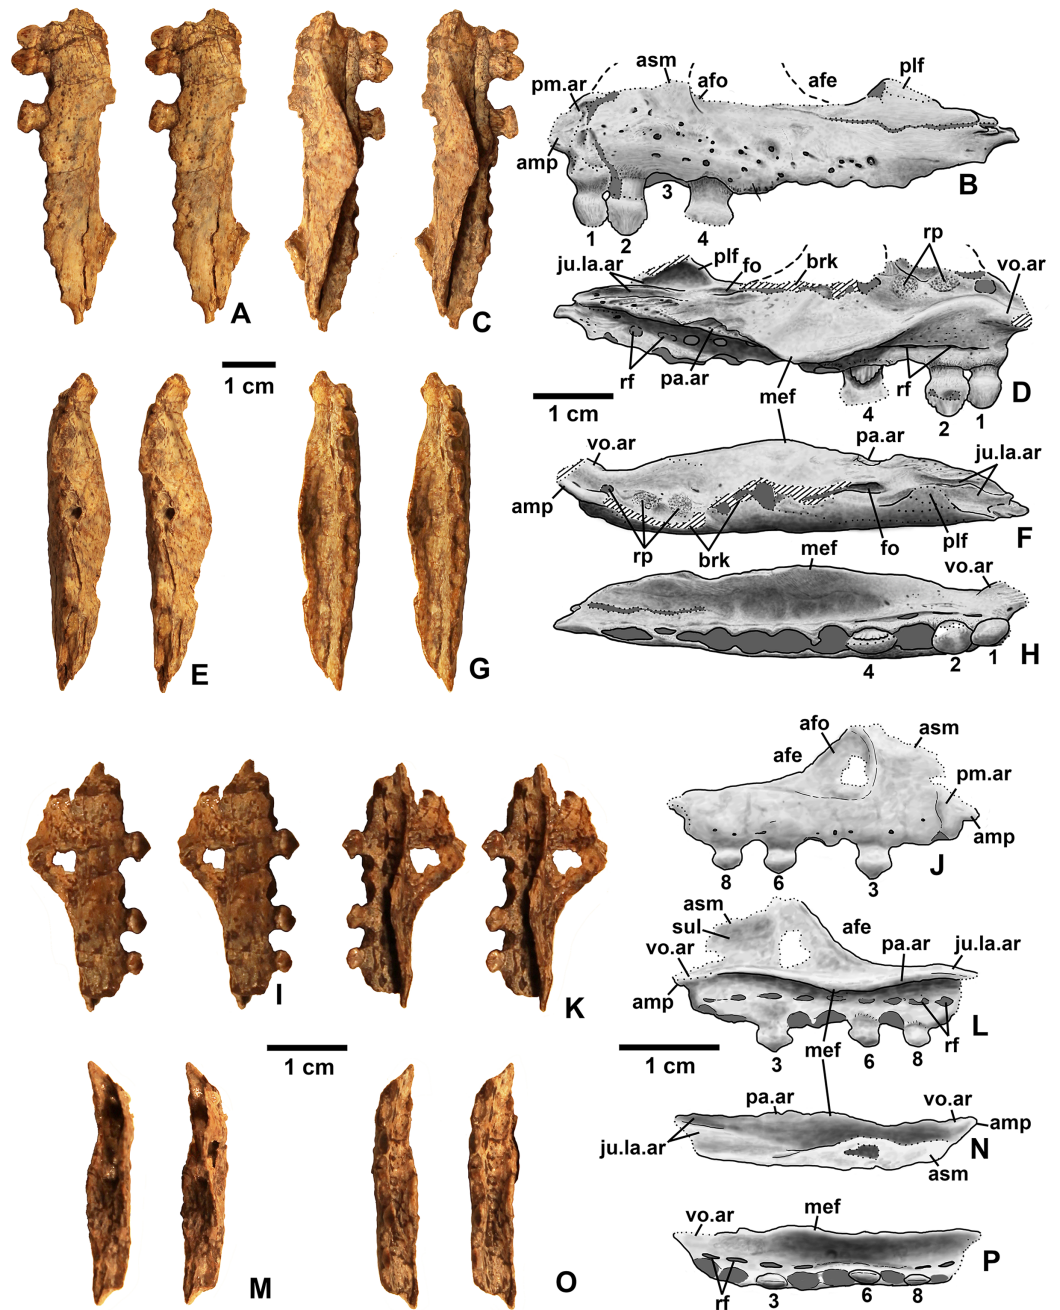 A
C
1 cm
E
G
pm.ar
asm
afo
afe
plf
amp
B
3
1
2
4
ju.la.ar
plf
fo
brk
rp
vo.ar
rf
pa.ar
mef
rf
D
1 cm
4
2
1
vo.ar
pa.ar
ju.la.ar
amp
rp
brk
fo
plf
F
mef
vo.ar
4
2
1
H
I
K
1 cm
M
O
afo
afe
asm
pm.ar
amp
J
8
6
3
asm
sul
vo.ar
afe
pa.ar
ju.la.ar
amp
L
rf
1 cm
3
mef
6
8
pa.ar
vo.ar
amp
ju.la.ar
asm
N
vo.ar
mef
P
rf
3
6
8